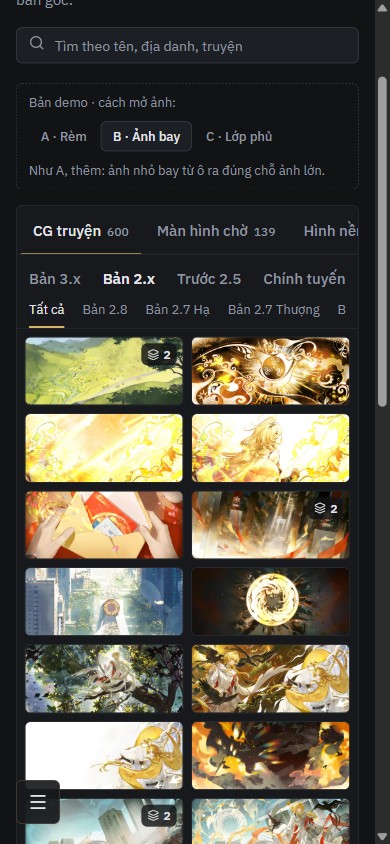 bản gốc.
Tìm theo tên, địa danh, truyện
Bản demo · cách mở ảnh:
A · Rèm
B · Ảnh bay
C · Lớp phủ
Như A, thêm: ảnh nhỏ bay từ ô ra đúng chỗ ảnh lớn.
CG truyện 600
Màn hình chờ 139
Hình nền
Bản 3.x
Bản 2.x
Trước 2.5
Chính tuyến
Tất cả
Bản 2.8
Bản 2.7 Hạ
Bản 2.7 Thượng
B
2
2
2